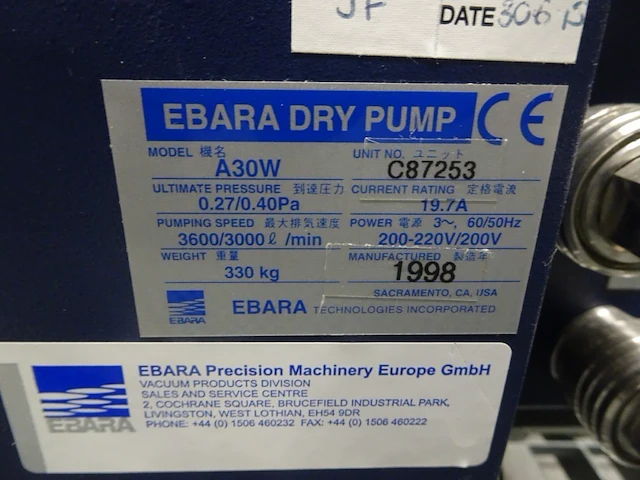 JF
DATE 306
EBARA DRY PUMP CE
MODEL 機名 UNIT NO. ユニット
A30W C87253
ULTIMATE PRESSURE 到達圧力 CURRENT RATING 定格電流
0.27/0.40Pa 19.7A
PUMPING SPEED 最大排気速度 POWER 電源 3~, 60/50Hz
3600/3000ℓ/min 200-220V/200V
WEIGHT 重量 MANUFACTURED 製造年
330 kg 1998
SACRAMENTO, CA, USA
EBARA EBARA TECHNOLOGIES INCORPORATED
EBARA Precision Machinery Europe GmbH
VACUUM PRODUCTS DIVISION
SALES AND SERVICE CENTRE
2, COCHRANE SQUARE, BRUCEFIELD INDUSTRIAL PARK,
LIVINGSTON, WEST LOTHIAN, EH54 9DR
PHONE: +44 (0) 1506 460232 FAX: +44 (0) 1506 460222
EBARA